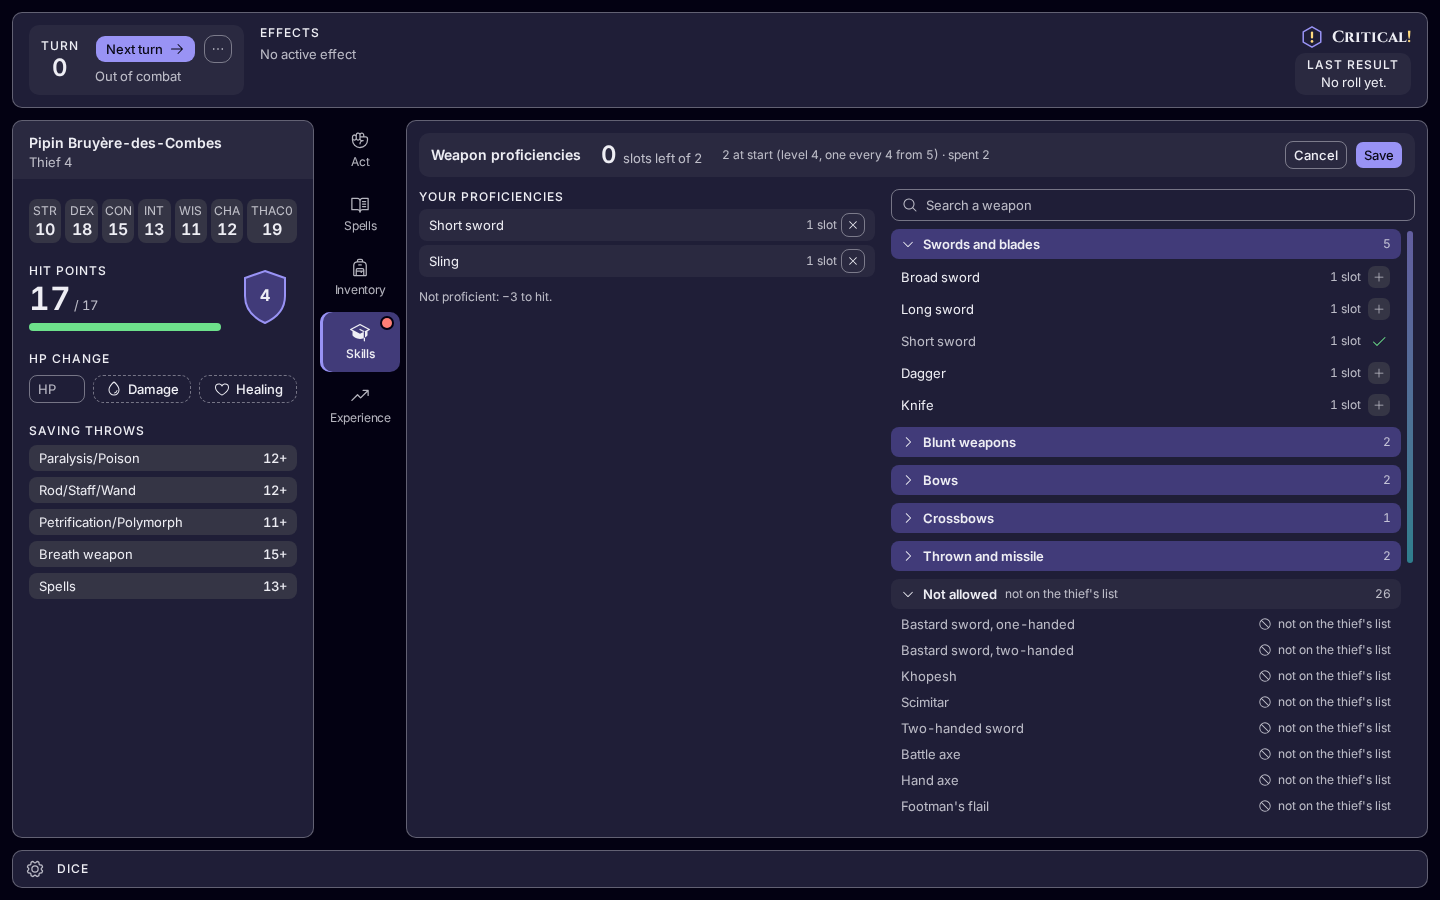 TURN
0
Next turn
...
Out of combat
EFFECTS
No active effect
CRITICAL!
LAST RESULT
No roll yet.
Pipin Bruyère-des-Combes
Thief 4
STR DEX CON INT WIS CHA THAC0
10 18 15 13 11 12 19
HIT POINTS
17 / 17
4
HP CHANGE
HP Damage Healing
SAVING THROWS
Paralysis/Poison 12+
Rod/Staff/Wand 12+
Petrification/Polymorph 11+
Breath weapon 15+
Spells 13+
Act
Spells
Inventory
Skills
Experience
Weapon proficiencies 0 slots left of 2 2 at start (level 4, one every 4 from 5) · spent 2 Cancel Save
YOUR PROFICIENCIES
Short sword 1 slot
Sling 1 slot
Not proficient: −3 to hit.
Search a weapon
Swords and blades 5
Broad sword 1 slot
Long sword 1 slot
Short sword 1 slot
Dagger 1 slot
Knife 1 slot
Blunt weapons 2
Bows 2
Crossbows 1
Thrown and missile 2
Not allowed not on the thief's list 26
Bastard sword, one-handed not on the thief's list
Bastard sword, two-handed not on the thief's list
Khopesh not on the thief's list
Scimitar not on the thief's list
Two-handed sword not on the thief's list
Battle axe not on the thief's list
Hand axe not on the thief's list
Footman's flail not on the thief's list
DICE